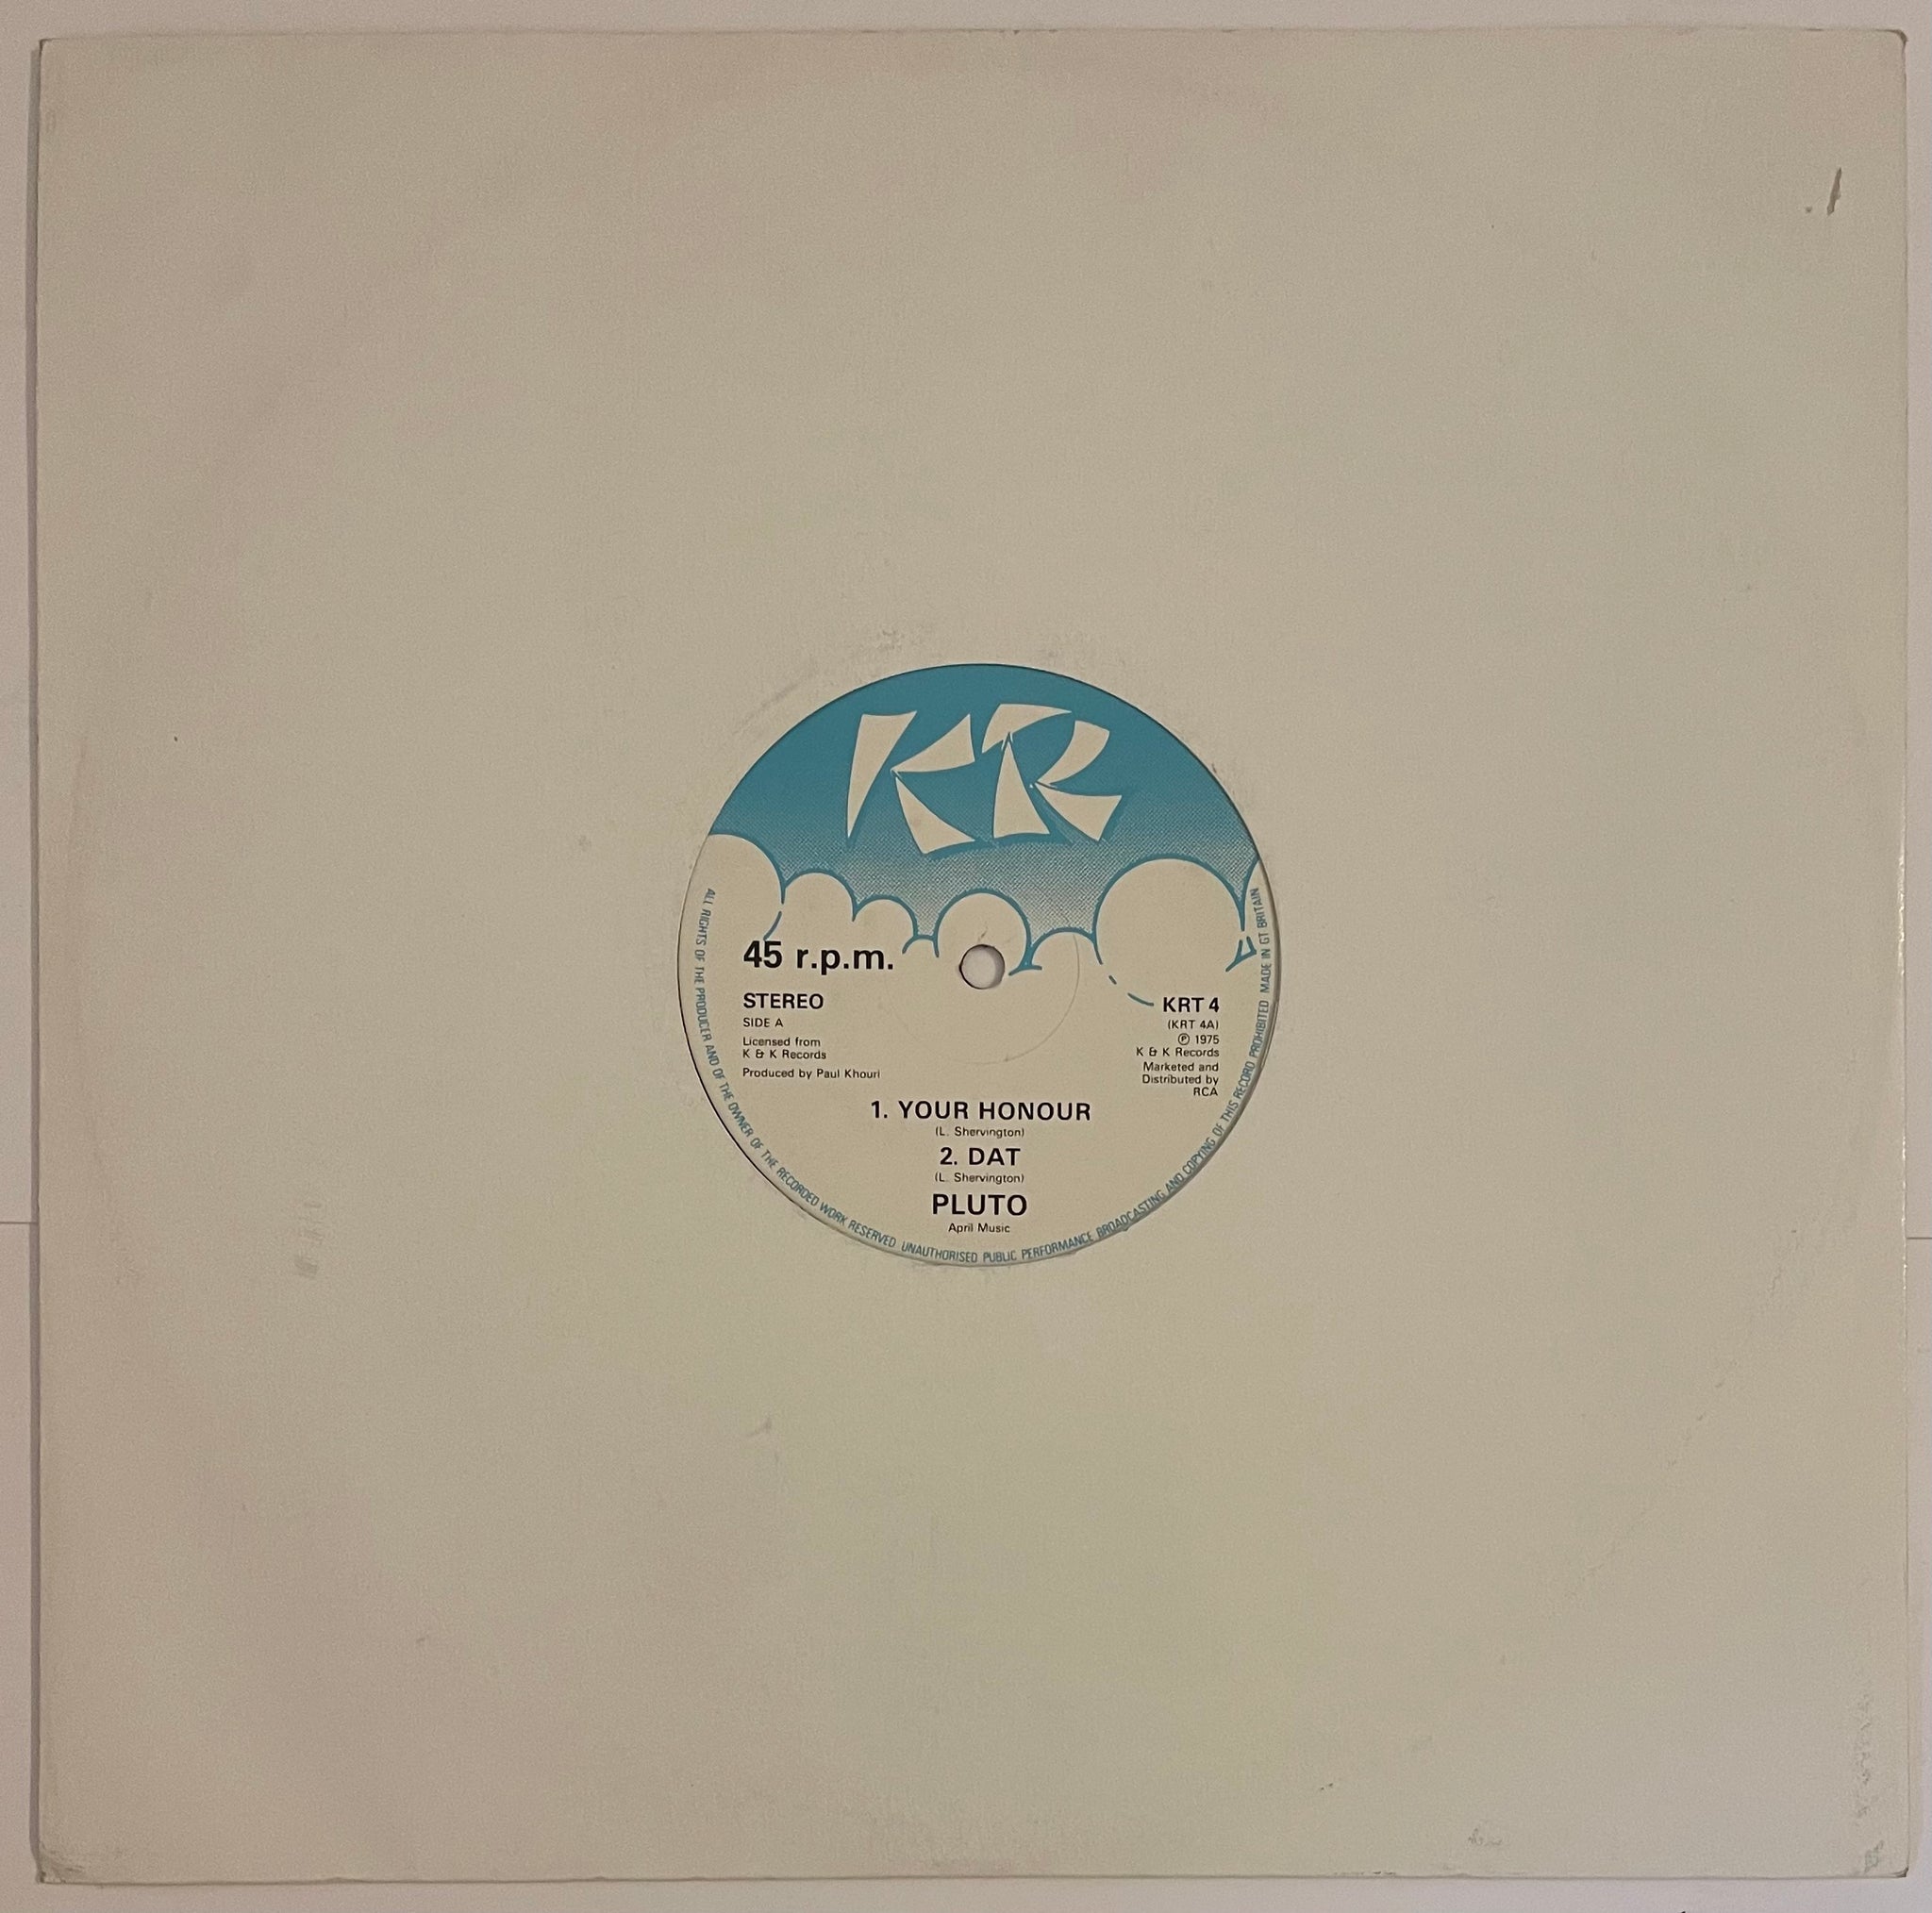 KR
45 r.p.m.
STEREO
SIDE A
Licensed from
K & K Records
Produced by Paul Khouri
KRT 4
(KRT 4A)
℗ 1975
K & K Records
Marketed and
Distributed by
RCA
1. YOUR HONOUR
(L. Shervington)
2. DAT
(L. Shervington)
PLUTO
April Music
ALL RIGHTS OF THE PRODUCER AND OF THE OWNER OF THE RECORDED WORK RESERVED UNAUTHORISED PUBLIC PERFORMANCE BROADCASTING AND COPYING OF THIS RECORD PROHIBITED MADE IN GT BRITAIN